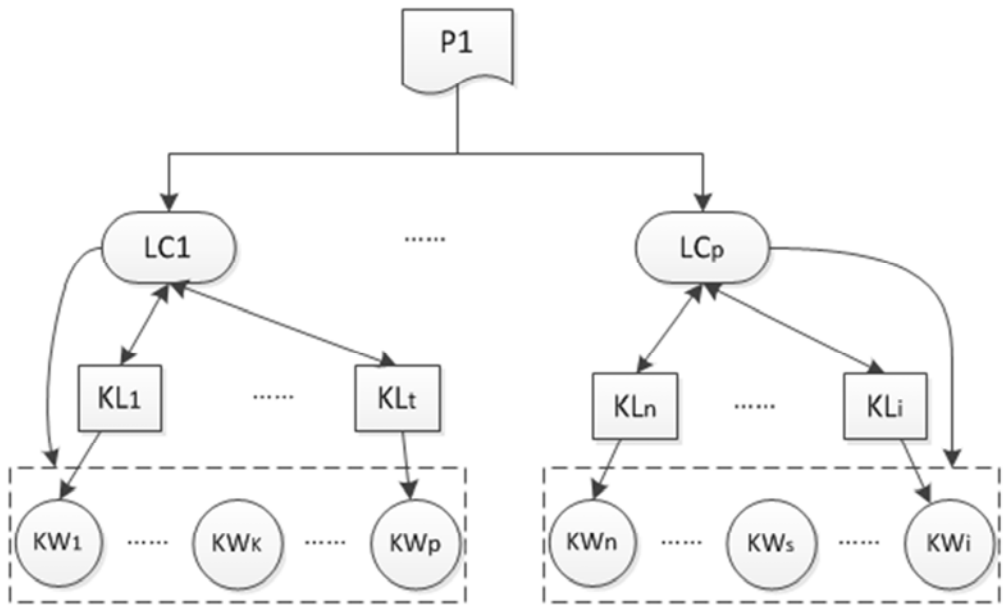 P1
LC1 ...... LCp
KL1 ...... KLt KLn ...... KLi
KW1 ...... KWK ...... KWp KWn ...... KWs ...... KWi